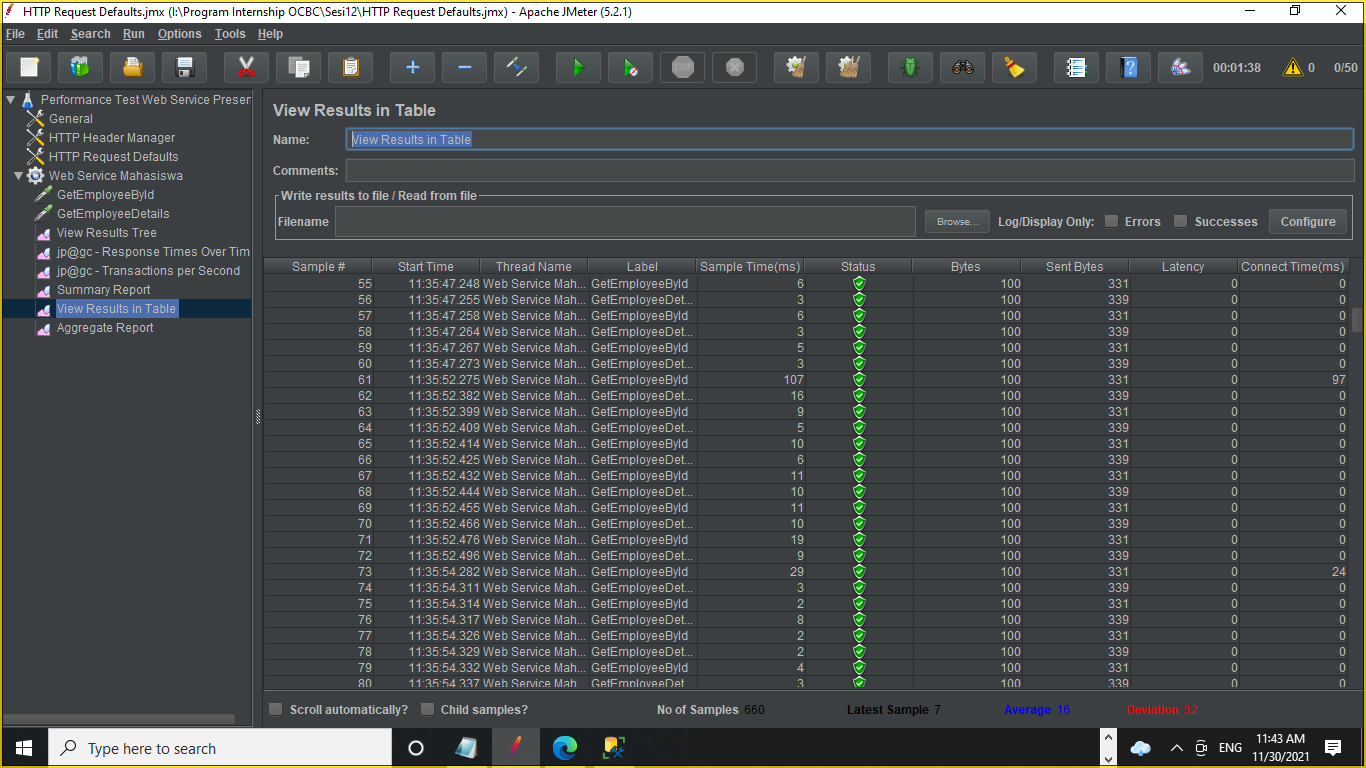 HTTP Request Defaults.jmx (I:\Program Internship OCBC\Sesi12\HTTP Request Defaults.jmx) - Apache JMeter (5.2.1)
File Edit Search Run Options Tools Help
STOP 00:01:38 0 0/50
Performance Test Web Service Presen
General
HTTP Header Manager
HTTP Request Defaults
Web Service Mahasiswa
GetEmployeeById
GetEmployeeDetails
View Results Tree
jp@gc - Response Times Over Tim
jp@gc - Transactions per Second
Summary Report
View Results in Table
Aggregate Report
View Results in Table
Name: View Results in Table
Comments:
Write results to file / Read from file
Filename Browse... Log/Display Only: Errors Successes Configure
Sample # Start Time Thread Name Label Sample Time(ms) Status Bytes Sent Bytes Latency Connect Time(ms)
55 11:35:47.248 Web Service Mah... GetEmployeeById 6 100 331 0 0
56 11:35:47.255 Web Service Mah... GetEmployeeDet... 3 100 339 0 0
57 11:35:47.258 Web Service Mah... GetEmployeeById 6 100 331 0 0
58 11:35:47.264 Web Service Mah... GetEmployeeDet... 3 100 339 0 0
59 11:35:47.267 Web Service Mah... GetEmployeeById 5 100 331 0 0
60 11:35:47.273 Web Service Mah... GetEmployeeDet... 3 100 339 0 0
61 11:35:52.275 Web Service Mah... GetEmployeeById 107 100 331 0 97
62 11:35:52.382 Web Service Mah... GetEmployeeDet... 16 100 339 0 0
63 11:35:52.399 Web Service Mah... GetEmployeeById 9 100 331 0 0
64 11:35:52.409 Web Service Mah... GetEmployeeDet... 5 100 339 0 0
65 11:35:52.414 Web Service Mah... GetEmployeeById 10 100 331 0 0
66 11:35:52.425 Web Service Mah... GetEmployeeDet... 6 100 339 0 0
67 11:35:52.432 Web Service Mah... GetEmployeeById 11 100 331 0 0
68 11:35:52.444 Web Service Mah... GetEmployeeDet... 10 100 339 0 0
69 11:35:52.455 Web Service Mah... GetEmployeeById 11 100 331 0 0
70 11:35:52.466 Web Service Mah... GetEmployeeDet... 10 100 339 0 0
71 11:35:52.476 Web Service Mah... GetEmployeeById 19 100 331 0 0
72 11:35:52.496 Web Service Mah... GetEmployeeDet... 9 100 339 0 0
73 11:35:54.282 Web Service Mah... GetEmployeeById 29 100 331 0 24
74 11:35:54.311 Web Service Mah... GetEmployeeDet... 3 100 339 0 0
75 11:35:54.314 Web Service Mah... GetEmployeeById 2 100 331 0 0
76 11:35:54.317 Web Service Mah... GetEmployeeDet... 8 100 339 0 0
77 11:35:54.326 Web Service Mah... GetEmployeeById 2 100 331 0 0
78 11:35:54.329 Web Service Mah... GetEmployeeDet... 2 100 339 0 0
79 11:35:54.332 Web Service Mah... GetEmployeeById 4 100 331 0 0
80 11:35:54.337 Web Service Mah GetEmployeeDet 3 100 339 0 0
Scroll automatically? Child samples? No of Samples 660 Latest Sample 7 Average 16 Deviation 32
Type here to search ENG 11:43 AM
11/30/2021